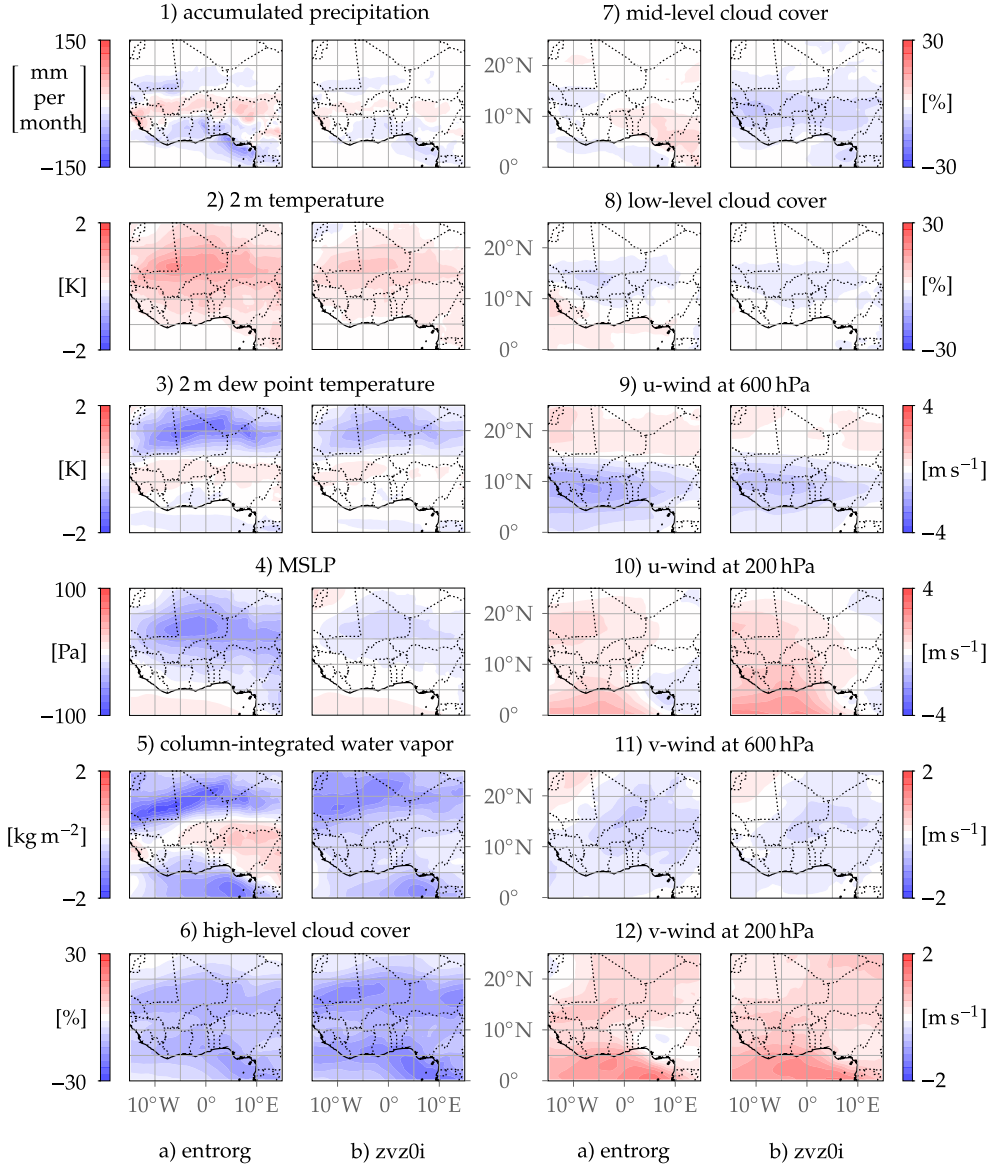 1) accumulated precipitation
7) mid-level cloud cover
150
mm
per
month
−150
20°N
10°N
0°
30
[%]
−30
2) 2 m temperature
8) low-level cloud cover
2
[K]
−2
20°N
10°N
0°
30
[%]
−30
3) 2 m dew point temperature
9) u-wind at 600 hPa
2
[K]
−2
20°N
10°N
0°
4
[m s⁻¹]
−4
4) MSLP
10) u-wind at 200 hPa
100
[Pa]
−100
20°N
10°N
0°
4
[m s⁻¹]
−4
5) column-integrated water vapor
11) v-wind at 600 hPa
2
[kg m⁻²]
−2
20°N
10°N
0°
2
[m s⁻¹]
−2
6) high-level cloud cover
12) v-wind at 200 hPa
30
[%]
−30
20°N
10°N
0°
2
[m s⁻¹]
−2
10°W 0° 10°E
10°W 0° 10°E
10°W 0° 10°E
10°W 0° 10°E
a) entrorg
b) zvz0i
a) entrorg
b) zvz0i